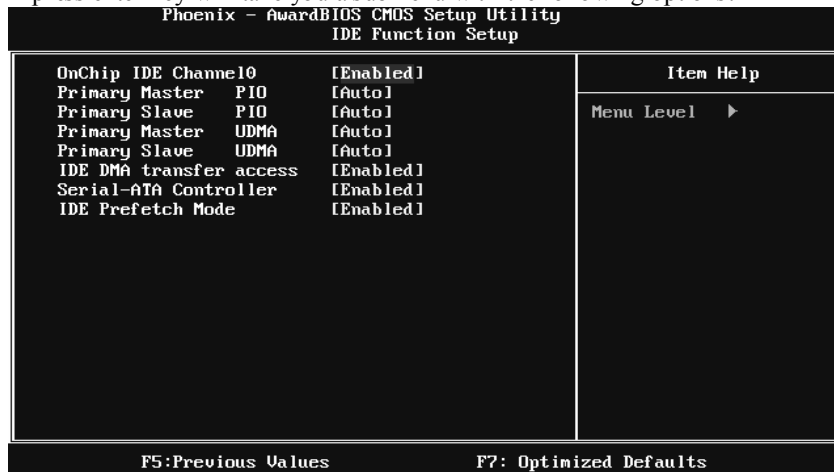 Phoenix - AwardBIOS CMOS Setup Utility
IDE Function Setup
OnChip IDE Channel0 [Enabled]
Primary Master PIO [Auto]
Primary Slave PIO [Auto]
Primary Master UDMA [Auto]
Primary Slave UDMA [Auto]
IDE DMA transfer access [Enabled]
Serial-ATA Controller [Enabled]
IDE Prefetch Mode [Enabled]
Item Help
Menu Level ▶
F5:Previous Values F7: Optimized Defaults